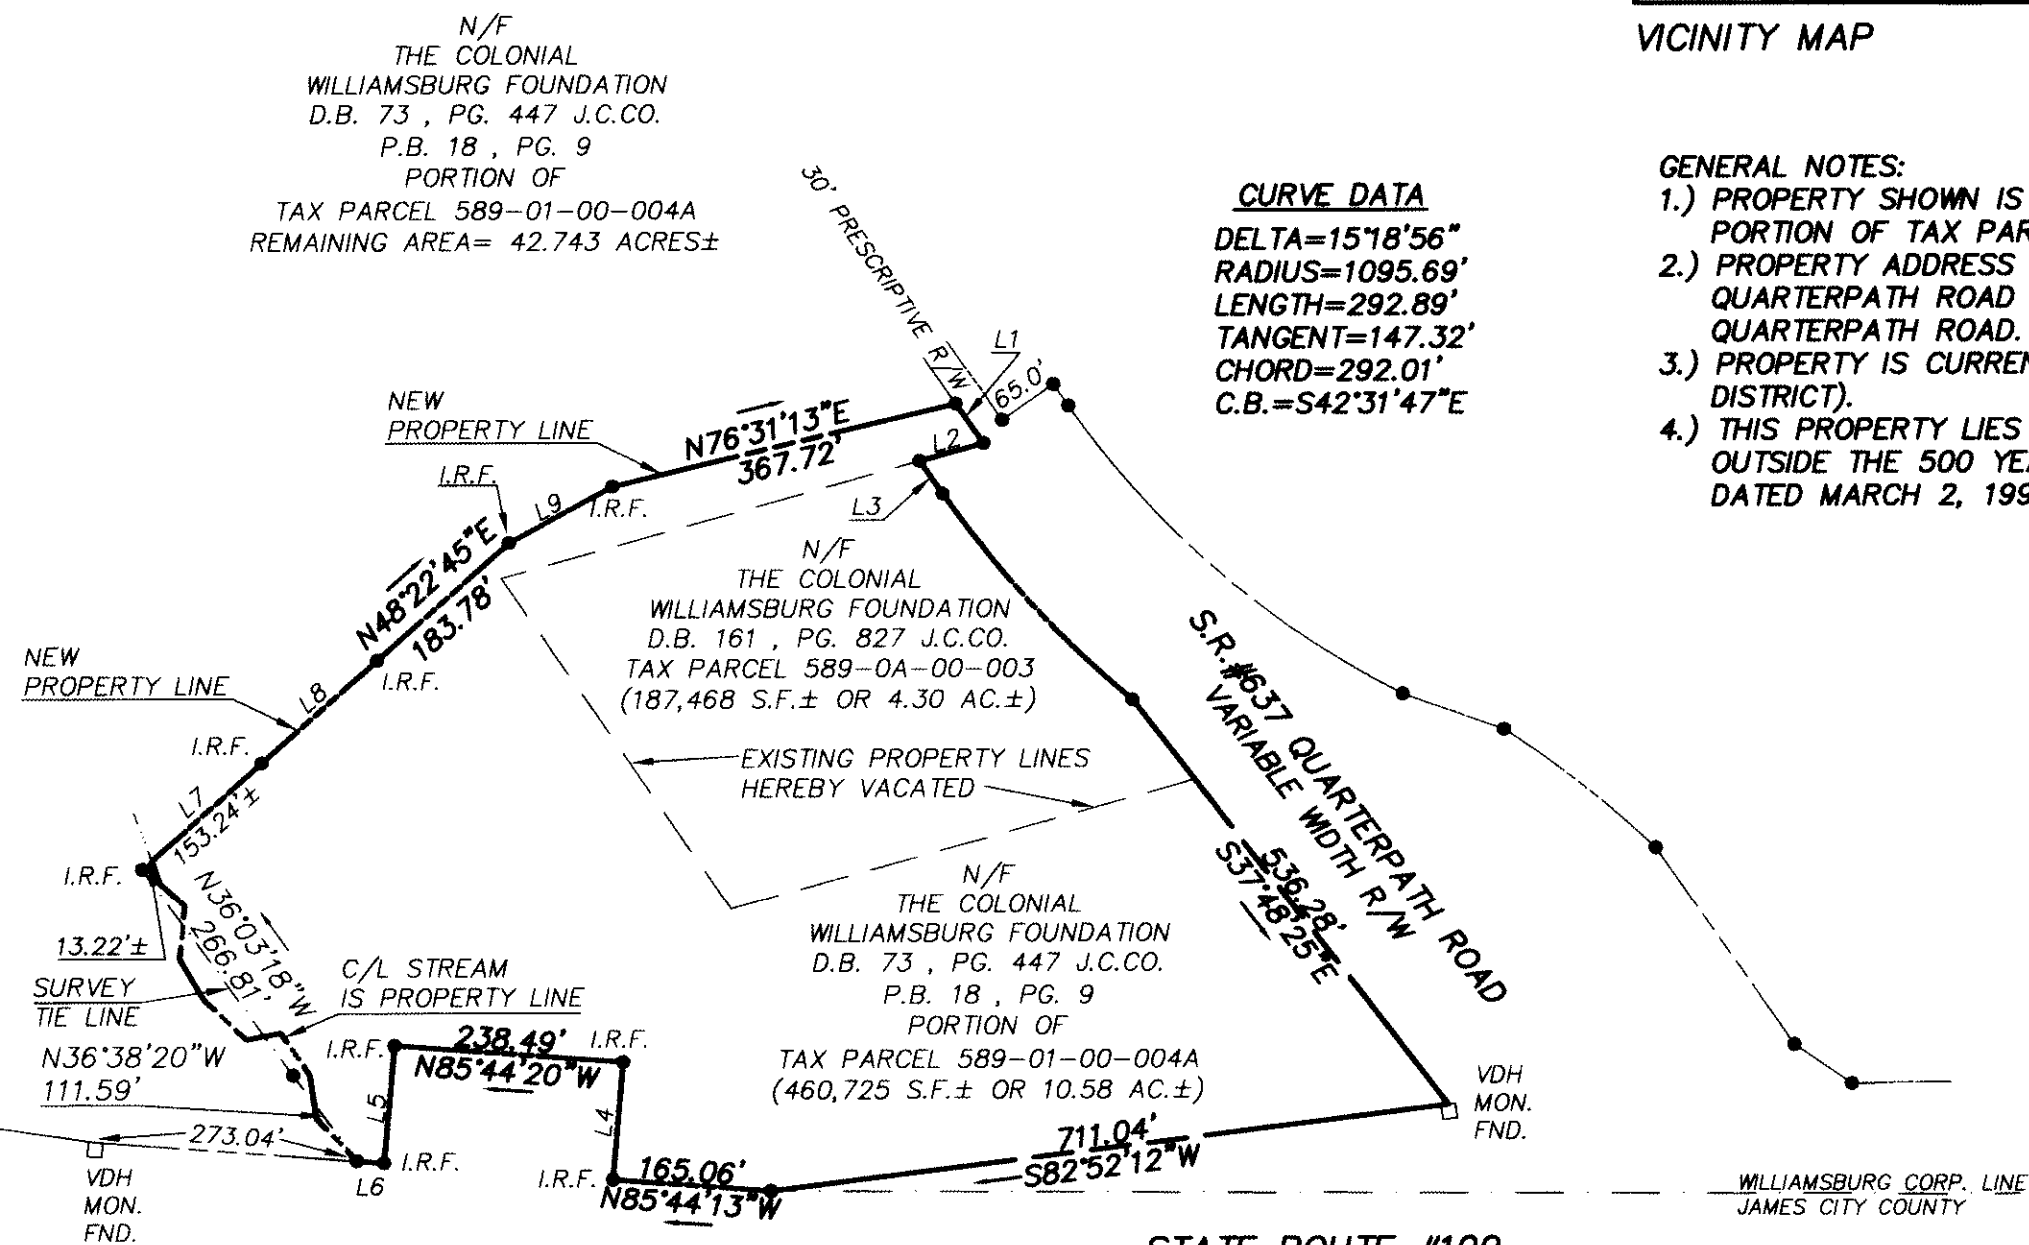 N/F
THE COLONIAL
WILLIAMSBURG FOUNDATION
D.B. 73 , PG. 447 J.C.CO.
P.B. 18 , PG. 9
PORTION OF
TAX PARCEL 589-01-00-004A
REMAINING AREA= 42.743 ACRES±
VICINITY MAP
GENERAL NOTES:
1.) PROPERTY SHOWN IS
PORTION OF TAX PAR
2.) PROPERTY ADDRESS
QUARTERPATH ROAD
QUARTERPATH ROAD.
3.) PROPERTY IS CURREN
DISTRICT).
4.) THIS PROPERTY LIES
OUTSIDE THE 500 YE
DATED MARCH 2, 199
CURVE DATA
DELTA=15°18'56"
RADIUS=1095.69'
LENGTH=292.89'
TANGENT=147.32'
CHORD=292.01'
C.B.=S42°31'47"E
30' PRESCRIPTIVE R/W
L1
65.0'
L2
L3
NEW
PROPERTY LINE
N76°31'13"E
367.72'
I.R.F.
L9
I.R.F.
N48°22'45"E
183.78'
I.R.F.
NEW
PROPERTY LINE
L8
I.R.F.
L7
153.24'±
I.R.F.
N/F
THE COLONIAL
WILLIAMSBURG FOUNDATION
D.B. 161 , PG. 827 J.C.CO.
TAX PARCEL 589-0A-00-003
(187,468 S.F.± OR 4.30 AC.±)
EXISTING PROPERTY LINES
HEREBY VACATED
S.R.#637 QUARTERPATH ROAD
VARIABLE WIDTH R/W
536.28'
S37°48'25"E
N/F
THE COLONIAL
WILLIAMSBURG FOUNDATION
D.B. 73 , PG. 447 J.C.CO.
P.B. 18 , PG. 9
PORTION OF
TAX PARCEL 589-01-00-004A
(460,725 S.F.± OR 10.58 AC.±)
13.22'±
N36°03'18"W
266.81'
SURVEY
TIE LINE
C/L STREAM
IS PROPERTY LINE
N36°38'20"W
111.59'
273.04'
VDH
MON.
FND.
L6
I.R.F.
L5
I.R.F.
238.49'
N85°44'20"W
I.R.F.
L4
I.R.F.
165.06'
N85°44'13"W
711.04'
S82°52'12"W
VDH
MON.
FND.
WILLIAMSBURG CORP. LINE
JAMES CITY COUNTY
STATE ROUTE #199